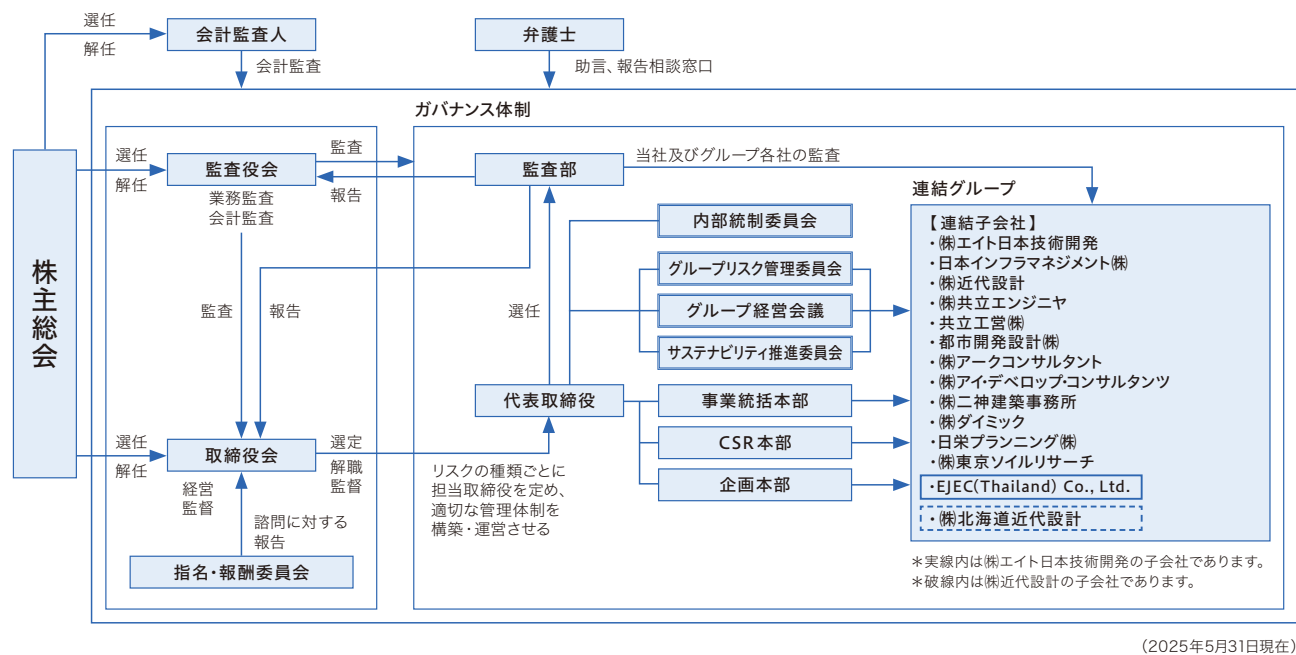 選任
解任
会計監査人
会計監査
弁護士
助言、報告相談窓口
ガバナンス体制
株主総会
選任
解任
監査役会
業務監査
会計監査
監査
報告
監査部
当社及びグループ各社の監査
監査
報告
選任
内部統制委員会
グループリスク管理委員会
グループ経営会議
サステナビリティ推進委員会
代表取締役
事業統括本部
CSR本部
企画本部
選任
解任
取締役会
選定
解職
監督
経営
監督
諮問に対する
報告
指名・報酬委員会
リスクの種類ごとに
担当取締役を定め、
適切な管理体制を
構築・運営させる
連結グループ
【連結子会社】
・㈱エイト日本技術開発
・日本インフラマネジメント㈱
・㈱近代設計
・㈱共立エンジニヤ
・共立工営㈱
・都市開発設計㈱
・㈱アークコンサルタント
・㈱アイ・デベロップ・コンサルタンツ
・㈱二神建築事務所
・㈱ダイミック
・日栄プランニング㈱
・㈱東京ソイルリサーチ
・EJEC(Thailand) Co., Ltd.
・㈱北海道近代設計
＊実線内は㈱エイト日本技術開発の子会社であります。
＊破線内は㈱近代設計の子会社であります。
（2025年5月31日現在）